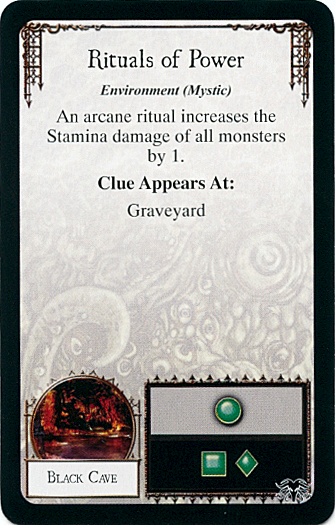 Rituals of Power
Environment (Mystic)
An arcane ritual increases the
Stamina damage of all monsters
by 1.
Clue Appears At:
Graveyard
Black Cave